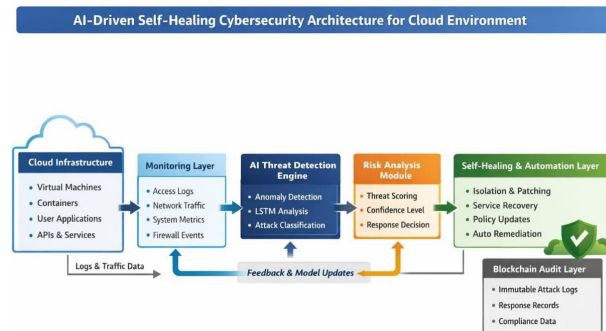 AI-Driven Self-Healing Cybersecurity Architecture for Cloud Environment
Cloud Infrastructure
• Virtual Machines
• Containers
• User Applications
• APIs & Services
Monitoring Layer
• Access Logs
• Network Traffic
• System Metrics
• Firewall Events
AI Threat Detection
Engine
• Anomaly Detection
• LSTM Analysis
• Attack Classification
Risk Analysis
Module
• Threat Scoring
• Confidence Level
• Response Decision
Self-Healing & Automation Layer
• Isolation & Patching
• Service Recovery
• Policy Updates
• Auto Remediation
Logs & Traffic Data
Feedback & Model Updates
Blockchain Audit Layer
• Immutable Attack Logs
• Response Records
• Compliance Data